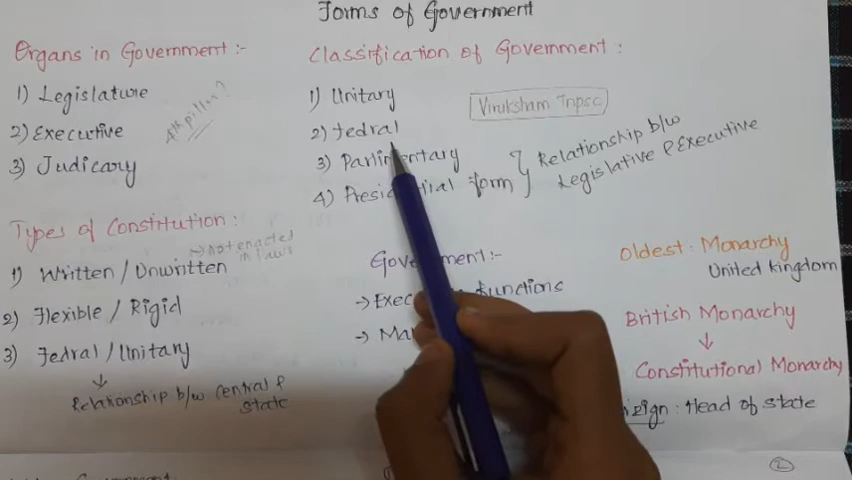 Forms of Government
Organs in Government :-
1) Legislature
2) Executive
3) Judicary
4th pillar?
Types of Constitution :
→ Not enacted
in laws
1) Written / Unwritten
2) Flexible / Rigid
3) Fedral / Unitary
↓
Relationship b/w central &
state
Classification of Government :
1) Unitary
2) Fedral
3) Parlimentary
4) Presidential form
Relationship b/w
Legislative & Executive
Viruksham Tnpsc
Government :-
→ functions
→
Oldest : Monarchy
United kingdom
British Monarchy
↓
Constitutional Monarchy
: Head of state
2